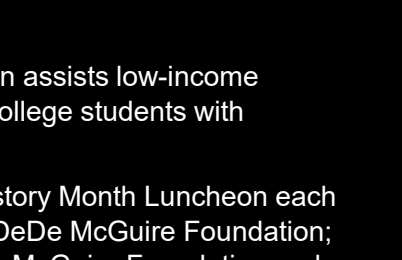 n assists low-income
ollege students with
story Month Luncheon each
DeDe McGuire Foundation;